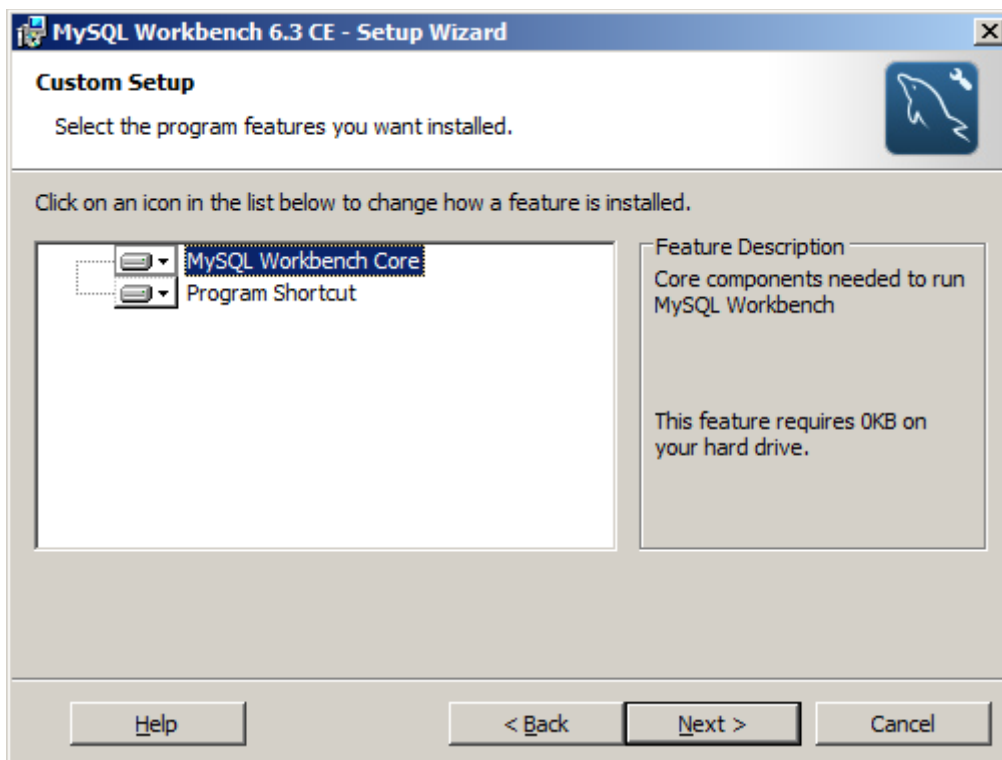 MySQL Workbench 6.3 CE - Setup Wizard
Custom Setup
Select the program features you want installed.
Click on an icon in the list below to change how a feature is installed.
MySQL Workbench Core
Program Shortcut
Feature Description
Core components needed to run
MySQL Workbench
This feature requires 0KB on
your hard drive.
Help
< Back
Next >
Cancel